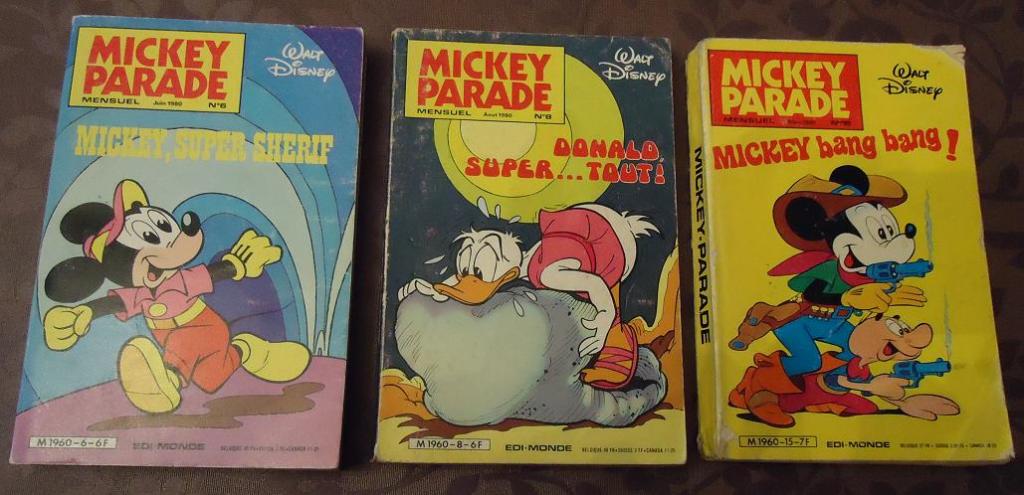 MICKEY
PARADE
MENSUEL Juin 1980 N°6
WALT
DISNEY
MICKEY, SUPER SHERIF
M 1960-6-6F
EDI-MONDE
MICKEY
PARADE
MENSUEL Aout 1980 N°8
WALT
DISNEY
DONALD,
SUPER...TOUT!
M 1960-8-6F
EDI-MONDE
MICKEY-PARADE
MICKEY
PARADE
MENSUEL
WALT
DISNEY
MICKEY bang bang!
M 1960-15-7F
EDI-MONDE